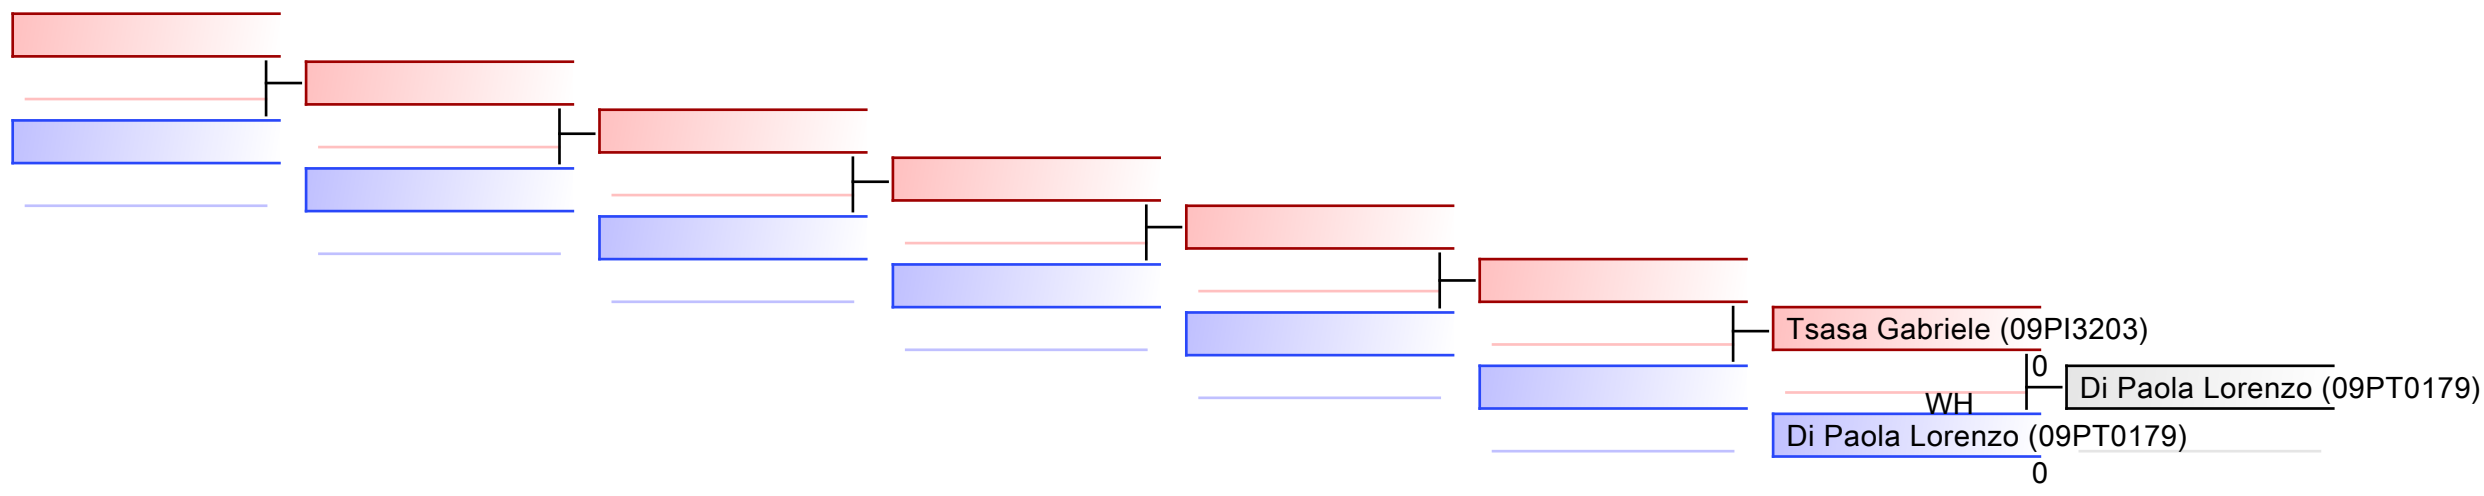 Tsasa Gabriele (09PI3203)
0
Di Paola Lorenzo (09PT0179)
WH
Di Paola Lorenzo (09PT0179)
0